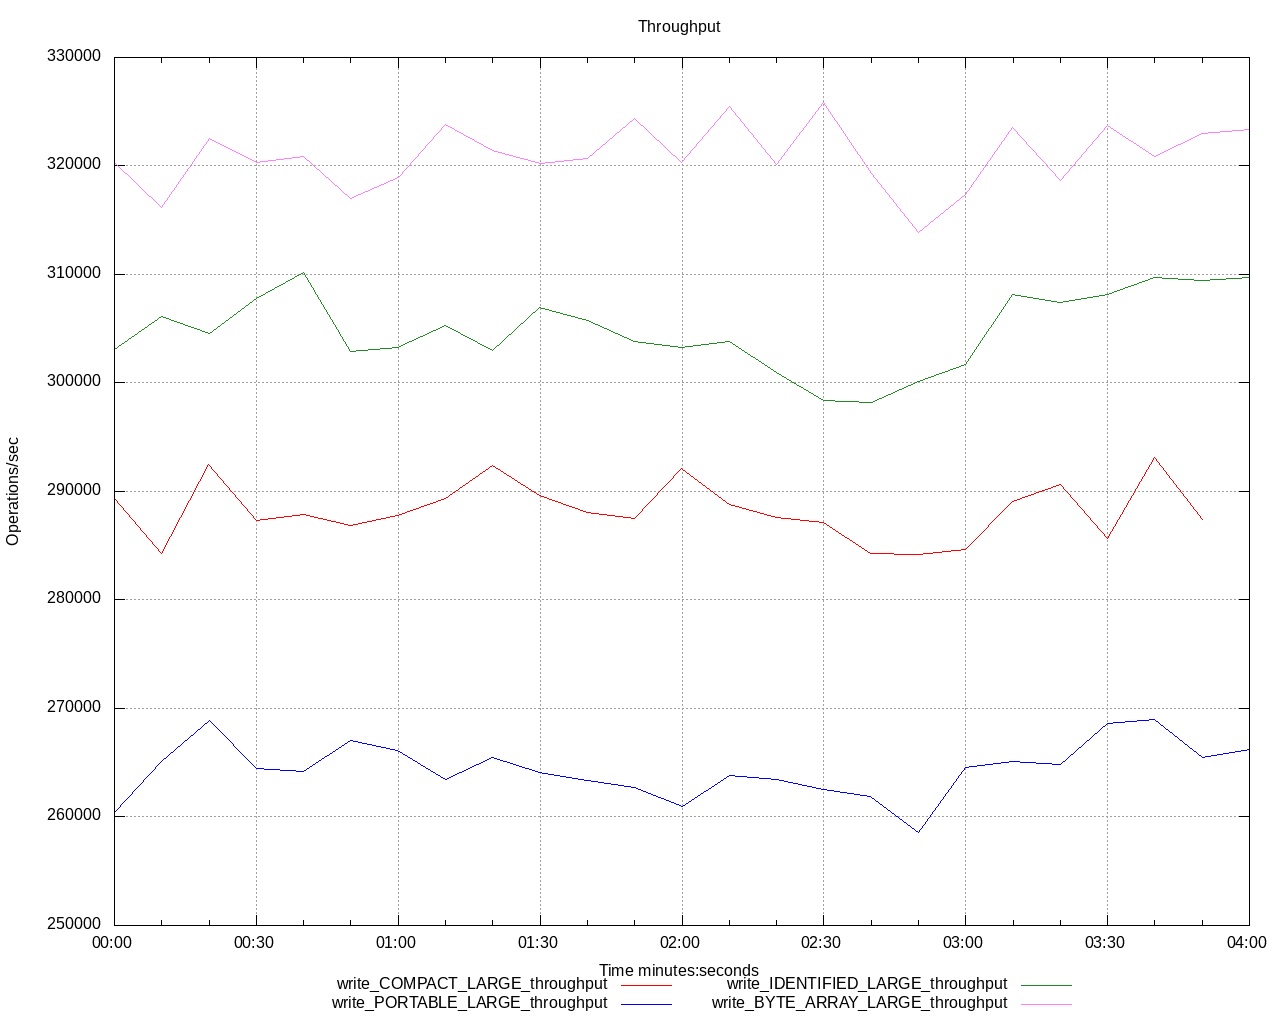 Throughput
330000
320000
310000
300000
290000
280000
270000
260000
250000
Operations/sec
00:00 00:30 01:00 01:30 02:00 02:30 03:00 03:30 04:00
Time minutes:seconds
write_COMPACT_LARGE_throughput write_IDENTIFIED_LARGE_throughput
write_PORTABLE_LARGE_throughput write_BYTE_ARRAY_LARGE_throughput